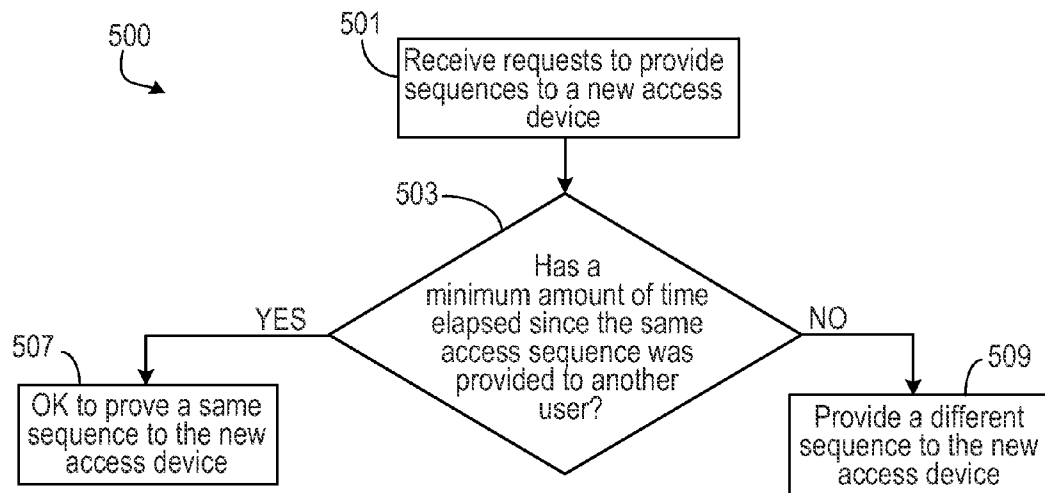 500
501
Receive requests to provide
sequences to a new access
device
503
Has a
minimum amount of time
elapsed since the same
access sequence was
provided to another
user?
YES
NO
507
OK to prove a same
sequence to the new
access device
509
Provide a different
sequence to the new
access device